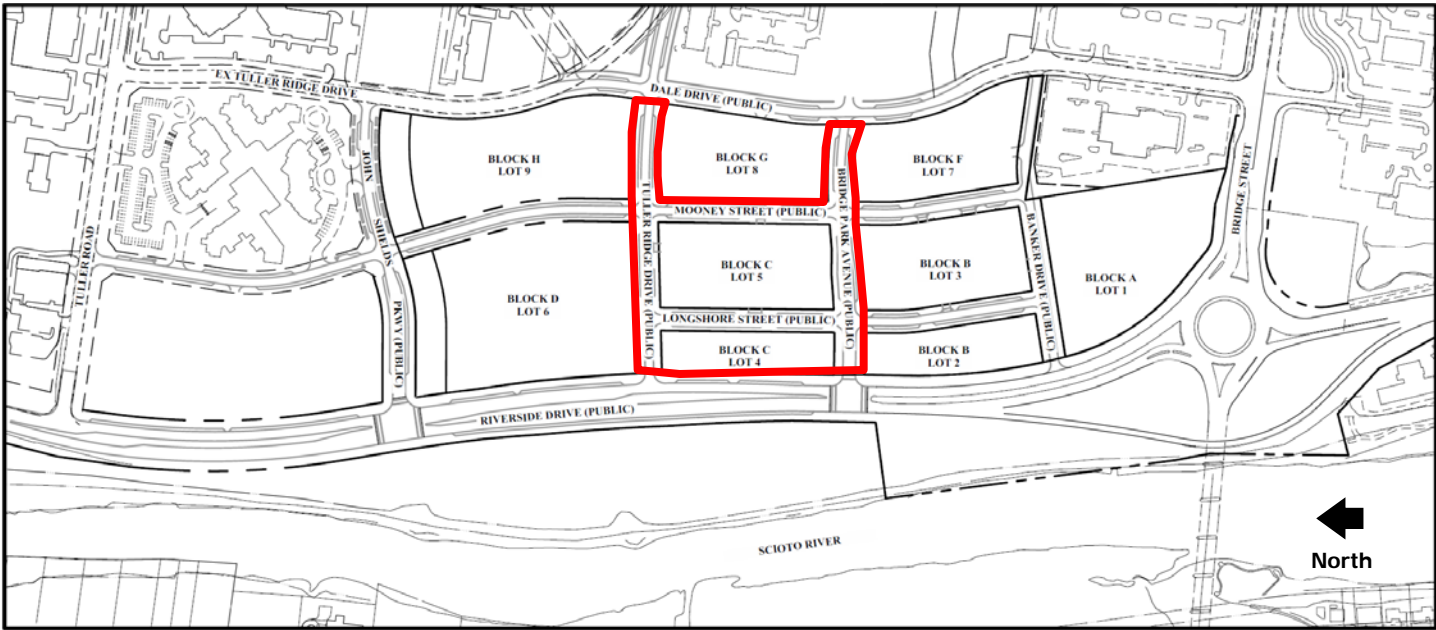 EX TULLER RIDGE DRIVE
DALE DRIVE (PUBLIC)
JOHN
SHIELDS
PKWY (PUBLIC)
BLOCK H
LOT 9
BLOCK G
LOT 8
BLOCK F
LOT 7
BRIDGE STREET
TULLER ROAD
TULLER RIDGE DRIVE (PUBLIC)
MOONEY STREET (PUBLIC)
BRIDGE PARK AVENUE (PUBLIC)
BANKER DRIVE (PUBLIC)
BLOCK D
LOT 6
BLOCK C
LOT 5
BLOCK B
LOT 3
BLOCK A
LOT 1
LONGSHORE STREET (PUBLIC)
BLOCK C
LOT 4
BLOCK B
LOT 2
RIVERSIDE DRIVE (PUBLIC)
SCIOTO RIVER
North